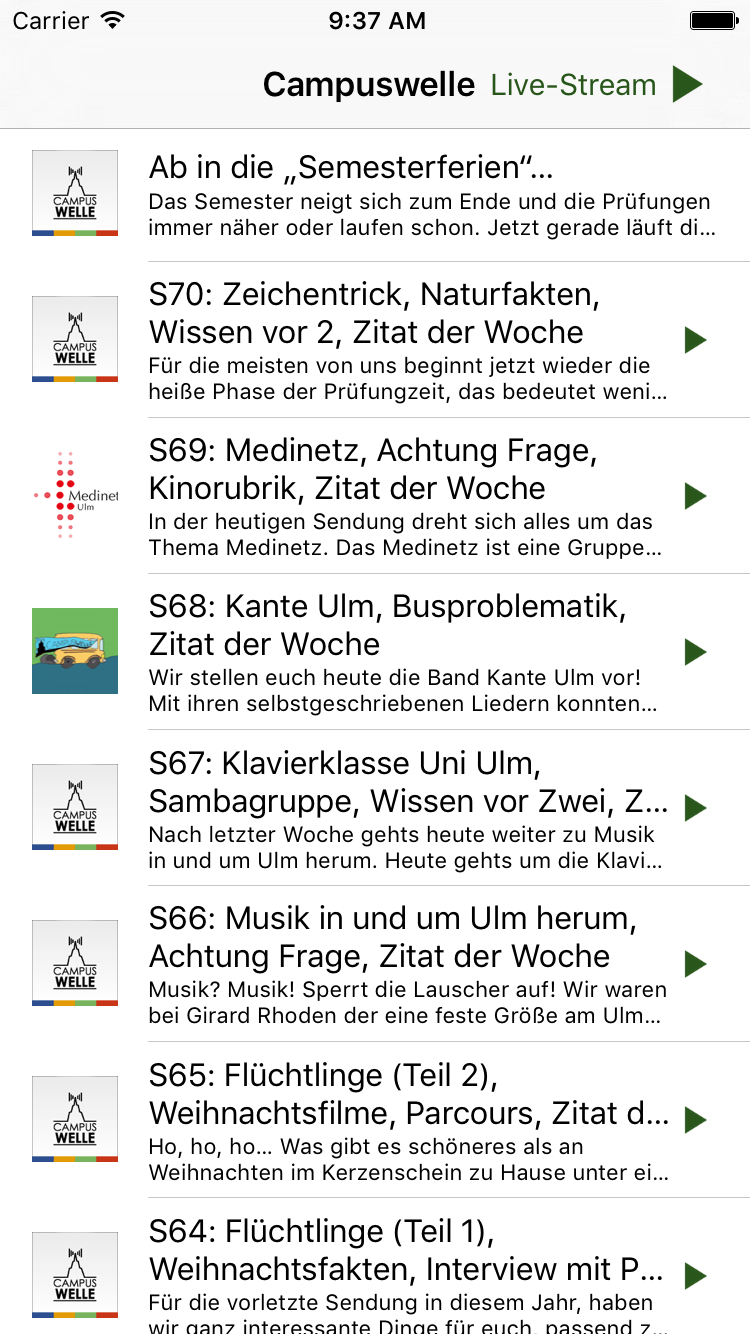 Carrier 9:37 AM
Campuswelle Live-Stream
CAMPUS
WELLE
Ab in die „Semesterferien“...
Das Semester neigt sich zum Ende und die Prüfungen
immer näher oder laufen schon. Jetzt gerade läuft di...
CAMPUS
WELLE
S70: Zeichentrick, Naturfakten,
Wissen vor 2, Zitat der Woche
Für die meisten von uns beginnt jetzt wieder die
heiße Phase der Prüfungzeit, das bedeutet weni...
Medinet
Ulm
S69: Medinetz, Achtung Frage,
Kinorubrik, Zitat der Woche
In der heutigen Sendung dreht sich alles um das
Thema Medinetz. Das Medinetz ist eine Gruppe...
S68: Kante Ulm, Busproblematik,
Zitat der Woche
Wir stellen euch heute die Band Kante Ulm vor!
Mit ihren selbstgeschriebenen Liedern konnten...
CAMPUS
WELLE
S67: Klavierklasse Uni Ulm,
Sambagruppe, Wissen vor Zwei, Z...
Nach letzter Woche gehts heute weiter zu Musik
in und um Ulm herum. Heute gehts um die Klavi...
CAMPUS
WELLE
S66: Musik in und um Ulm herum,
Achtung Frage, Zitat der Woche
Musik? Musik! Sperrt die Lauscher auf! Wir waren
bei Girard Rhoden der eine feste Größe am Ulm...
CAMPUS
WELLE
S65: Flüchtlinge (Teil 2),
Weihnachtsfilme, Parcours, Zitat d...
Ho, ho, ho... Was gibt es schöneres als an
Weihnachten im Kerzenschein zu Hause unter ei...
CAMPUS
WELLE
S64: Flüchtlinge (Teil 1),
Weihnachtsfakten, Interview mit P...
Für die vorletzte Sendung in diesem Jahr, haben
wir ganz interessante Dinge für euch, passend z...